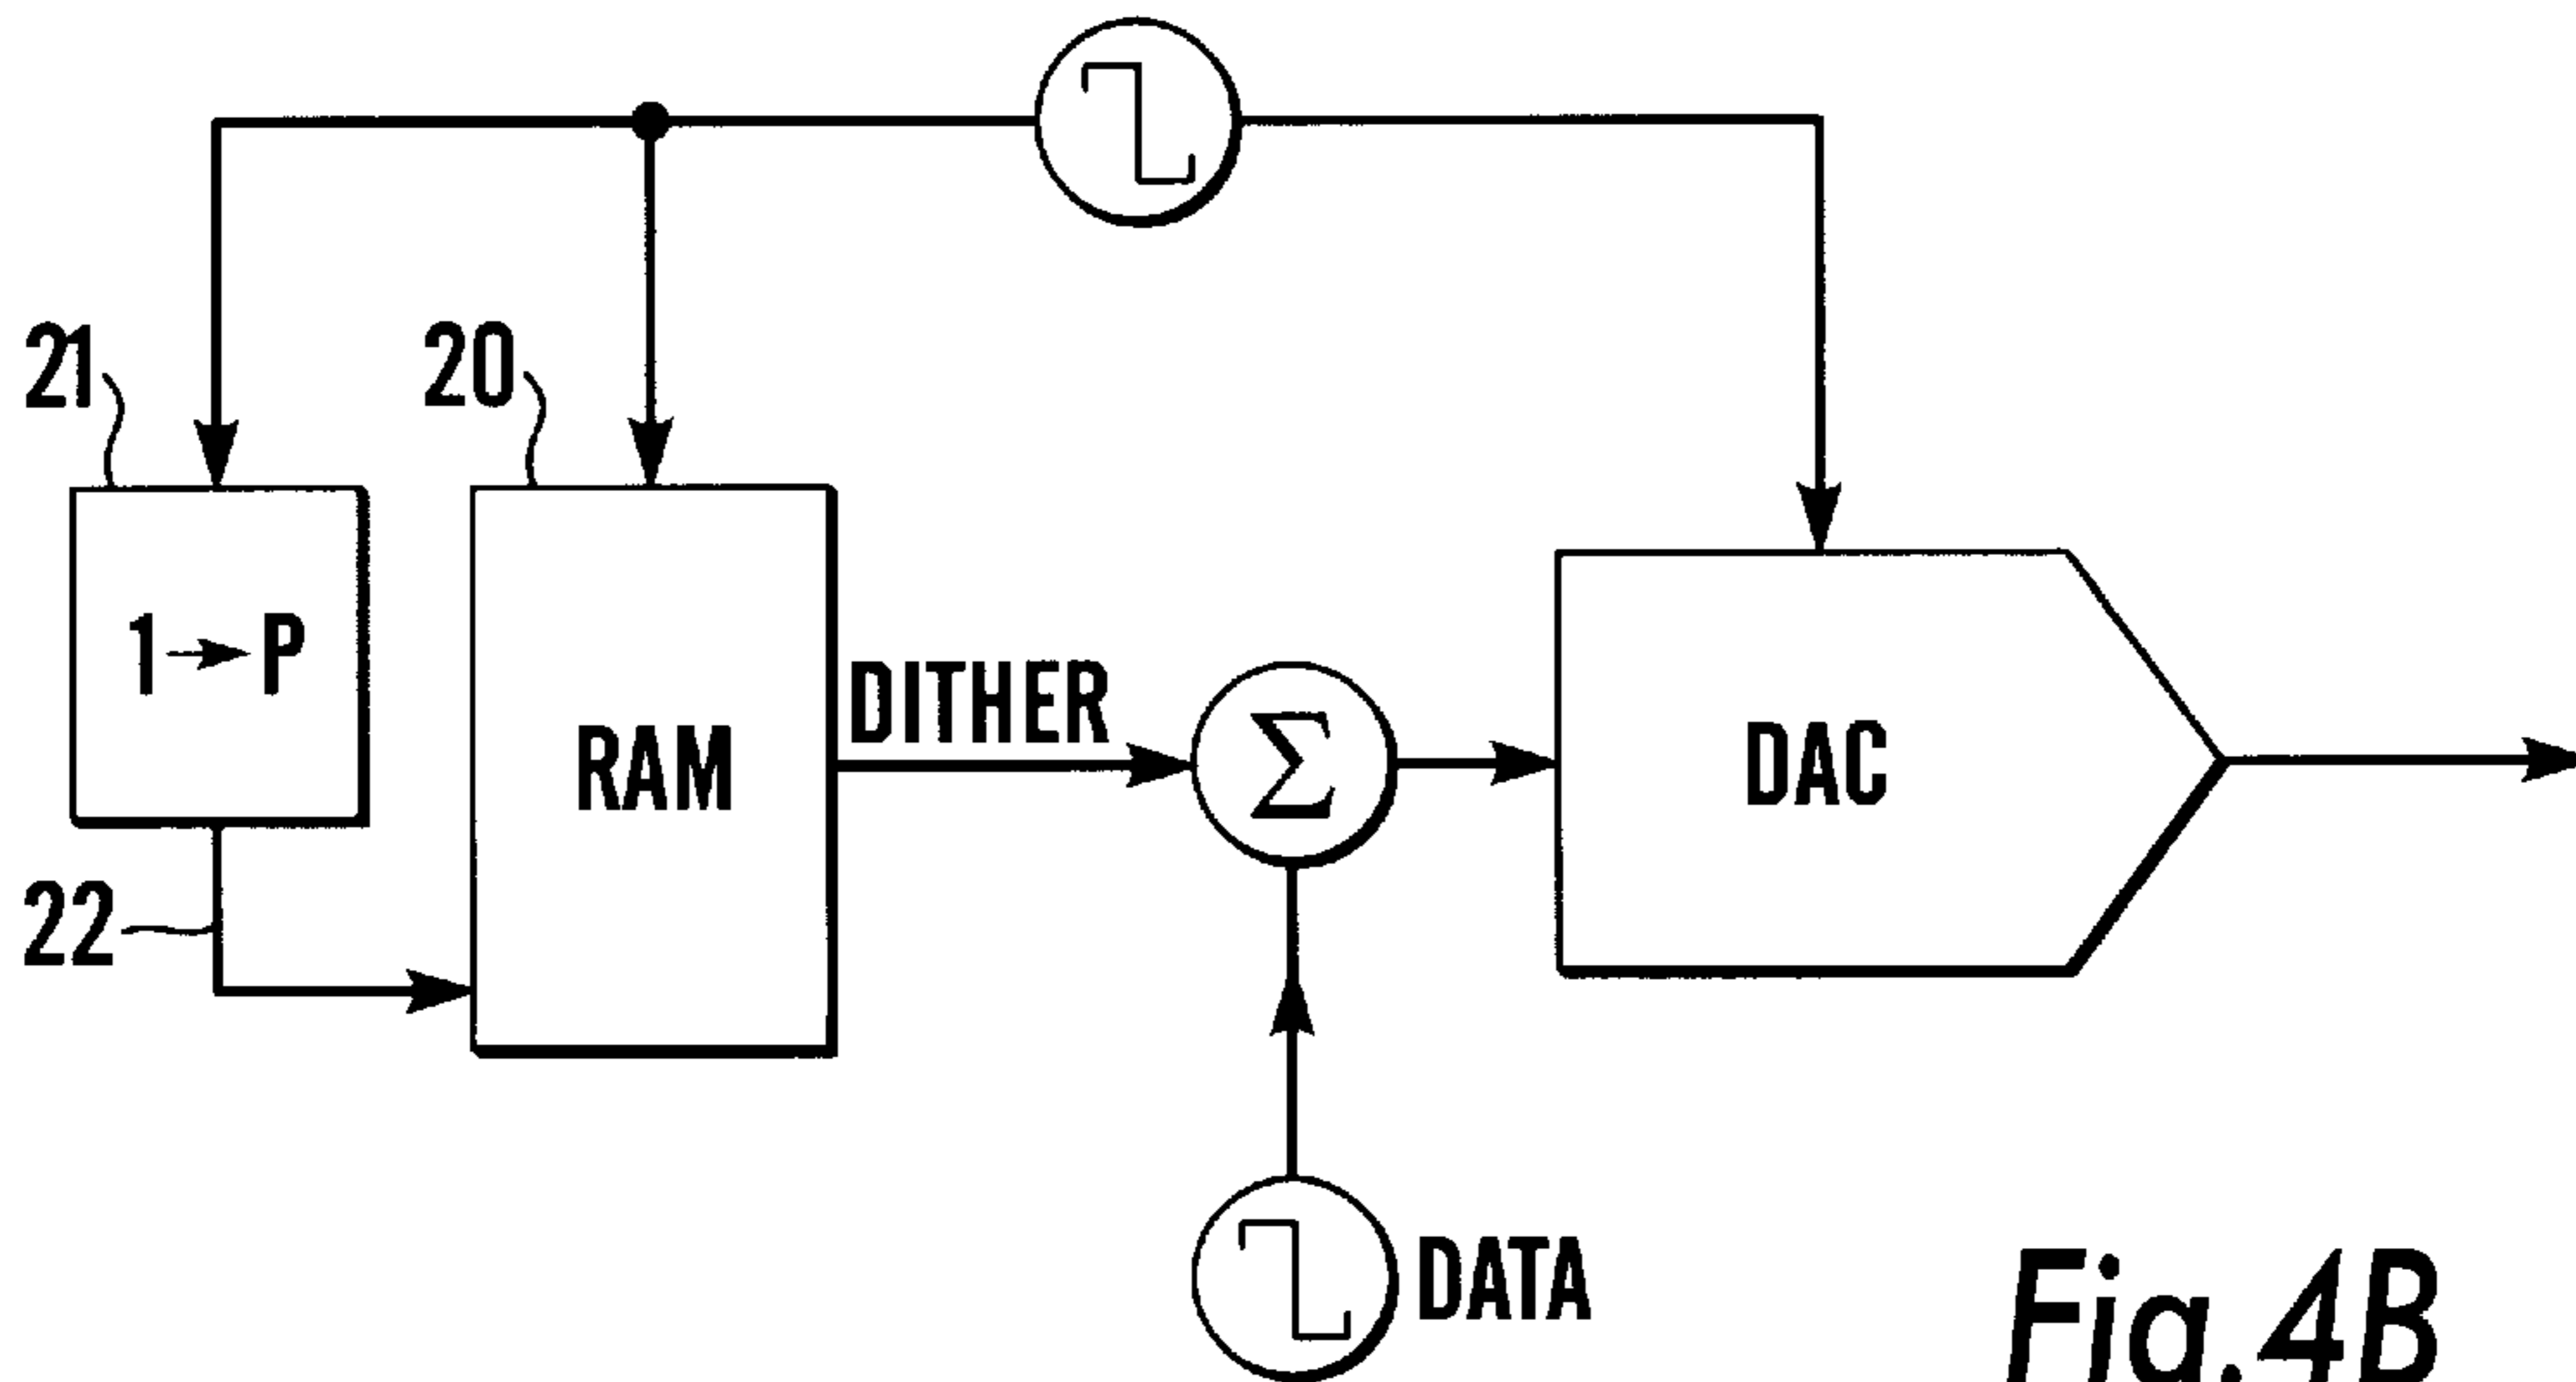 21
20
1→P
RAM
DITHER
Σ
DAC
22
DATA
Fig.4B